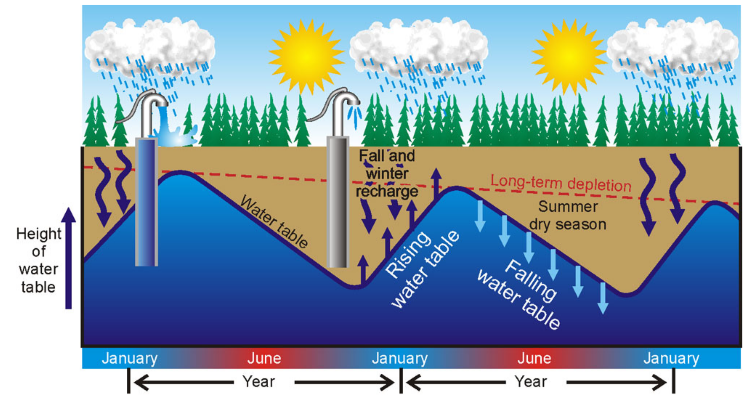 Fall and
winter
recharge
Long-term depletion
Water table
Summer
dry season
Height
of
water
table
Rising
water table
Falling
water table
January
June
January
June
January
Year
Year